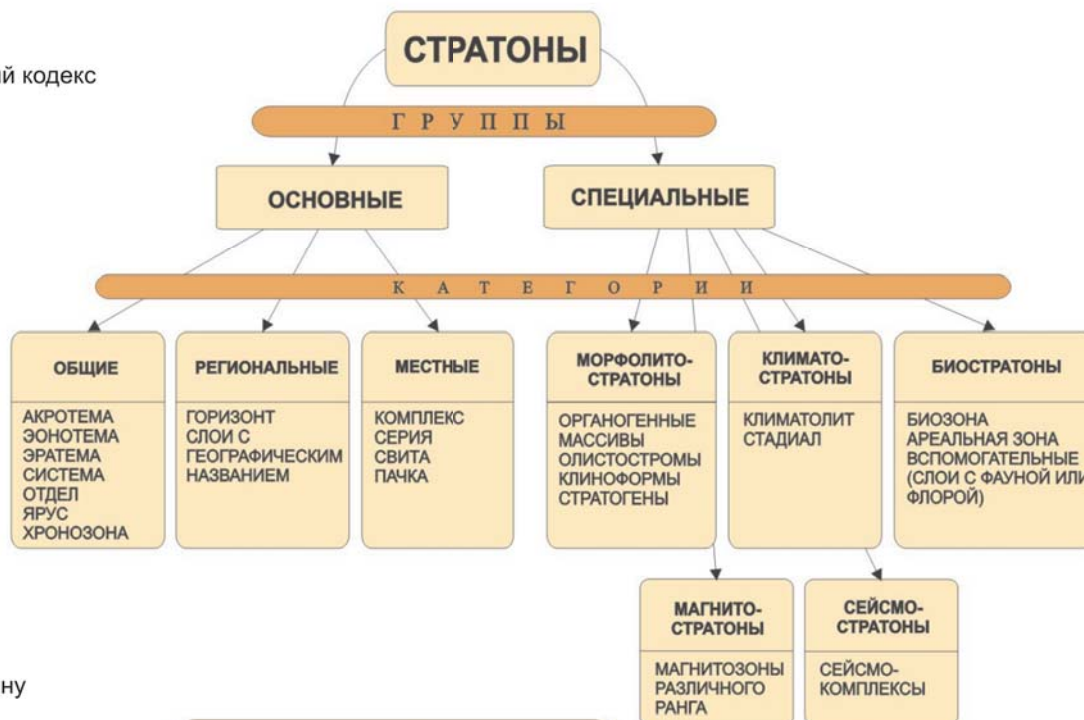 СТРАТОНЫ
й кодекс
ГРУППЫ
ОСНОВНЫЕ
СПЕЦИАЛЬНЫЕ
КАТЕГОРИИ
ОБЩИЕ
АКРОТЕМА
ЭОНОТЕМА
ЭРАТЕМА
СИСТЕМА
ОТДЕЛ
ЯРУС
ХРОНОЗОНА
РЕГИОНАЛЬНЫЕ
ГОРИЗОНТ
СЛОИ С
ГЕОГРАФИЧЕСКИМ
НАЗВАНИЕМ
МЕСТНЫЕ
КОМПЛЕКС
СЕРИЯ
СВИТА
ПАЧКА
МОРФОЛИТО-
СТРАТОНЫ
ОРГАНОГЕННЫЕ
МАССИВЫ
ОЛИСТОСТРОМЫ
КЛИНОФОРМЫ
СТРАТОГЕНЫ
КЛИМАТО-
СТРАТОНЫ
КЛИМАТОЛИТ
СТАДИАЛ
БИОСТРАТОНЫ
БИОЗОНА
АРЕАЛЬНАЯ ЗОНА
ВСПОМОГАТЕЛЬНЫЕ
(СЛОИ С ФАУНОЙ ИЛИ
ФЛОРОЙ)
МАГНИТО-
СТРАТОНЫ
МАГНИТОЗОНЫ
РАЗЛИЧНОГО
РАНГА
СЕЙСМО-
СТРАТОНЫ
СЕЙСМО-
КОМПЛЕКСЫ
ну